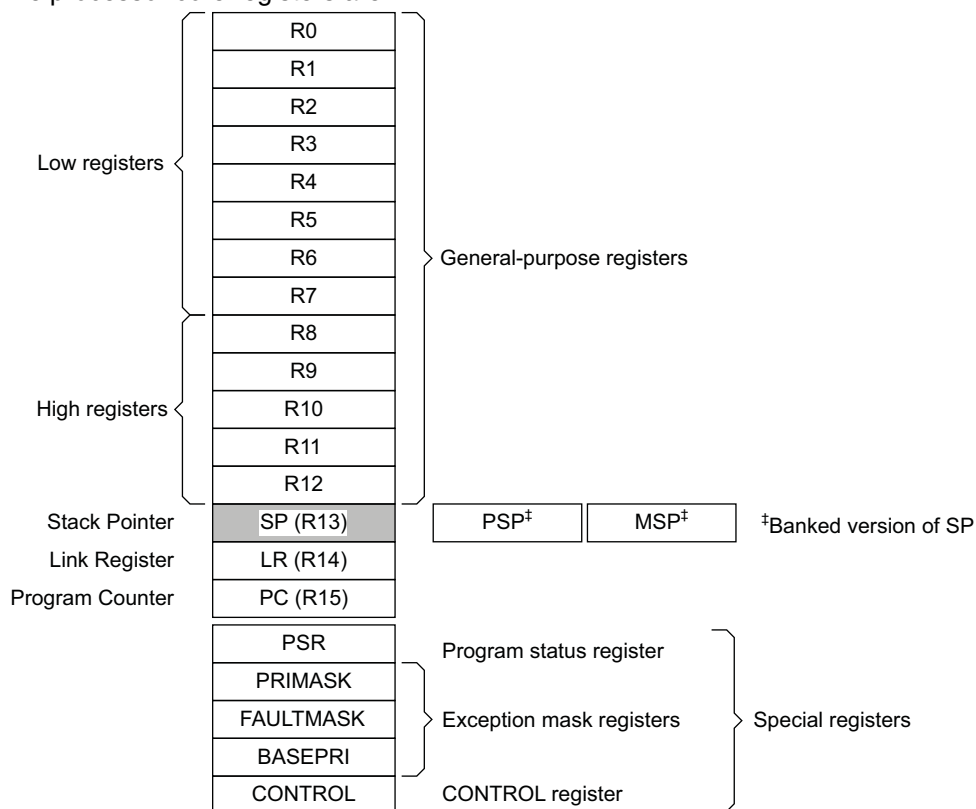 R0
R1
R2
R3
Low registers
R4
R5
R6
General-purpose registers
R7
R8
R9
High registers
R10
R11
R12
Stack Pointer
SP (R13)
PSP‡
MSP‡
‡Banked version of SP
Link Register
LR (R14)
Program Counter
PC (R15)
PSR
Program status register
PRIMASK
FAULTMASK
Exception mask registers
Special registers
BASEPRI
CONTROL
CONTROL register